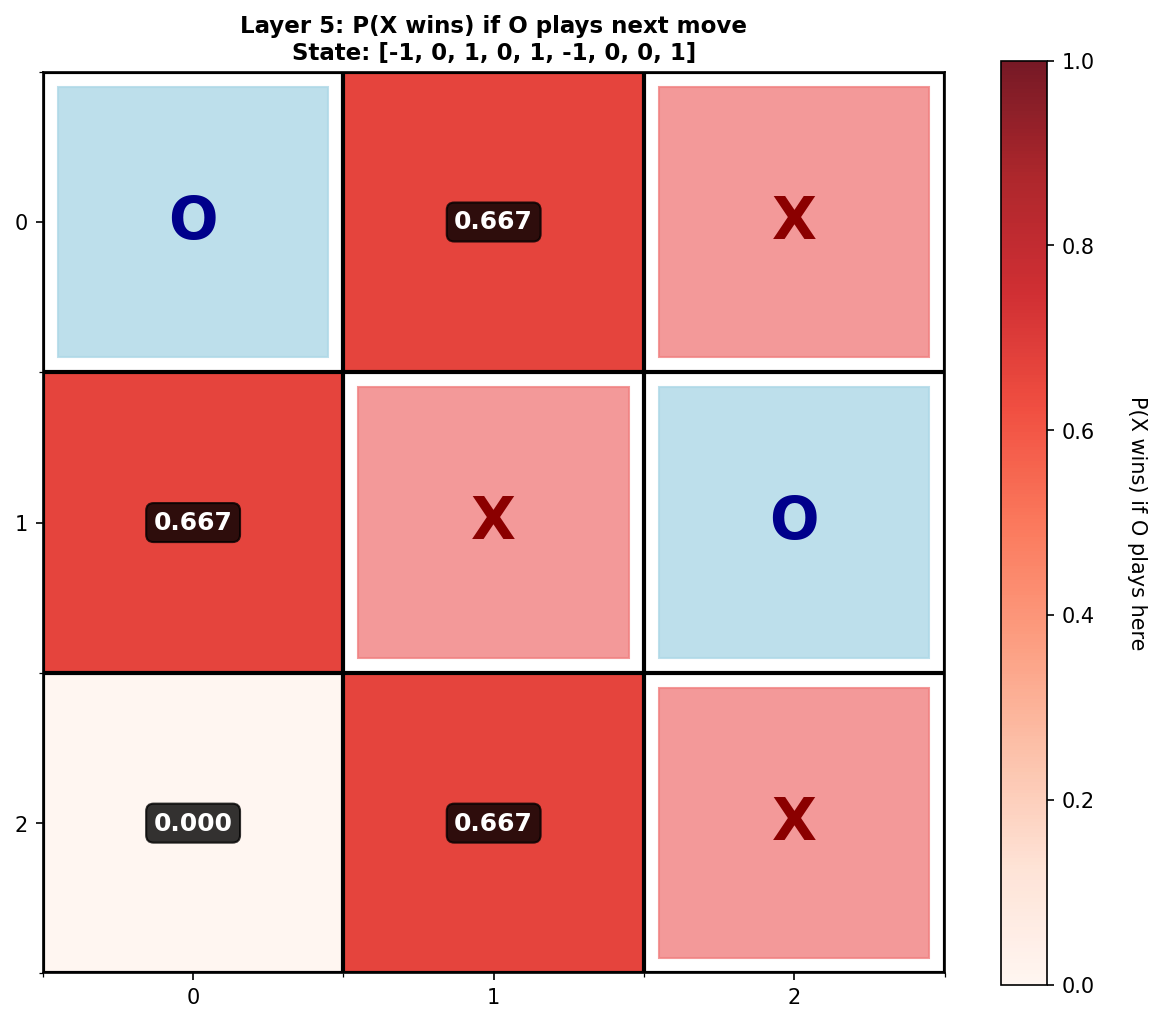 Layer 5: P(X wins) if O plays next move
State: [-1, 0, 1, 0, 1, -1, 0, 0, 1]
O
0.667
X
0.667
X
O
0.000
0.667
X
0
1
2
0
1
2
1.0
0.8
0.6
0.4
0.2
0.0
P(X wins) if O plays here